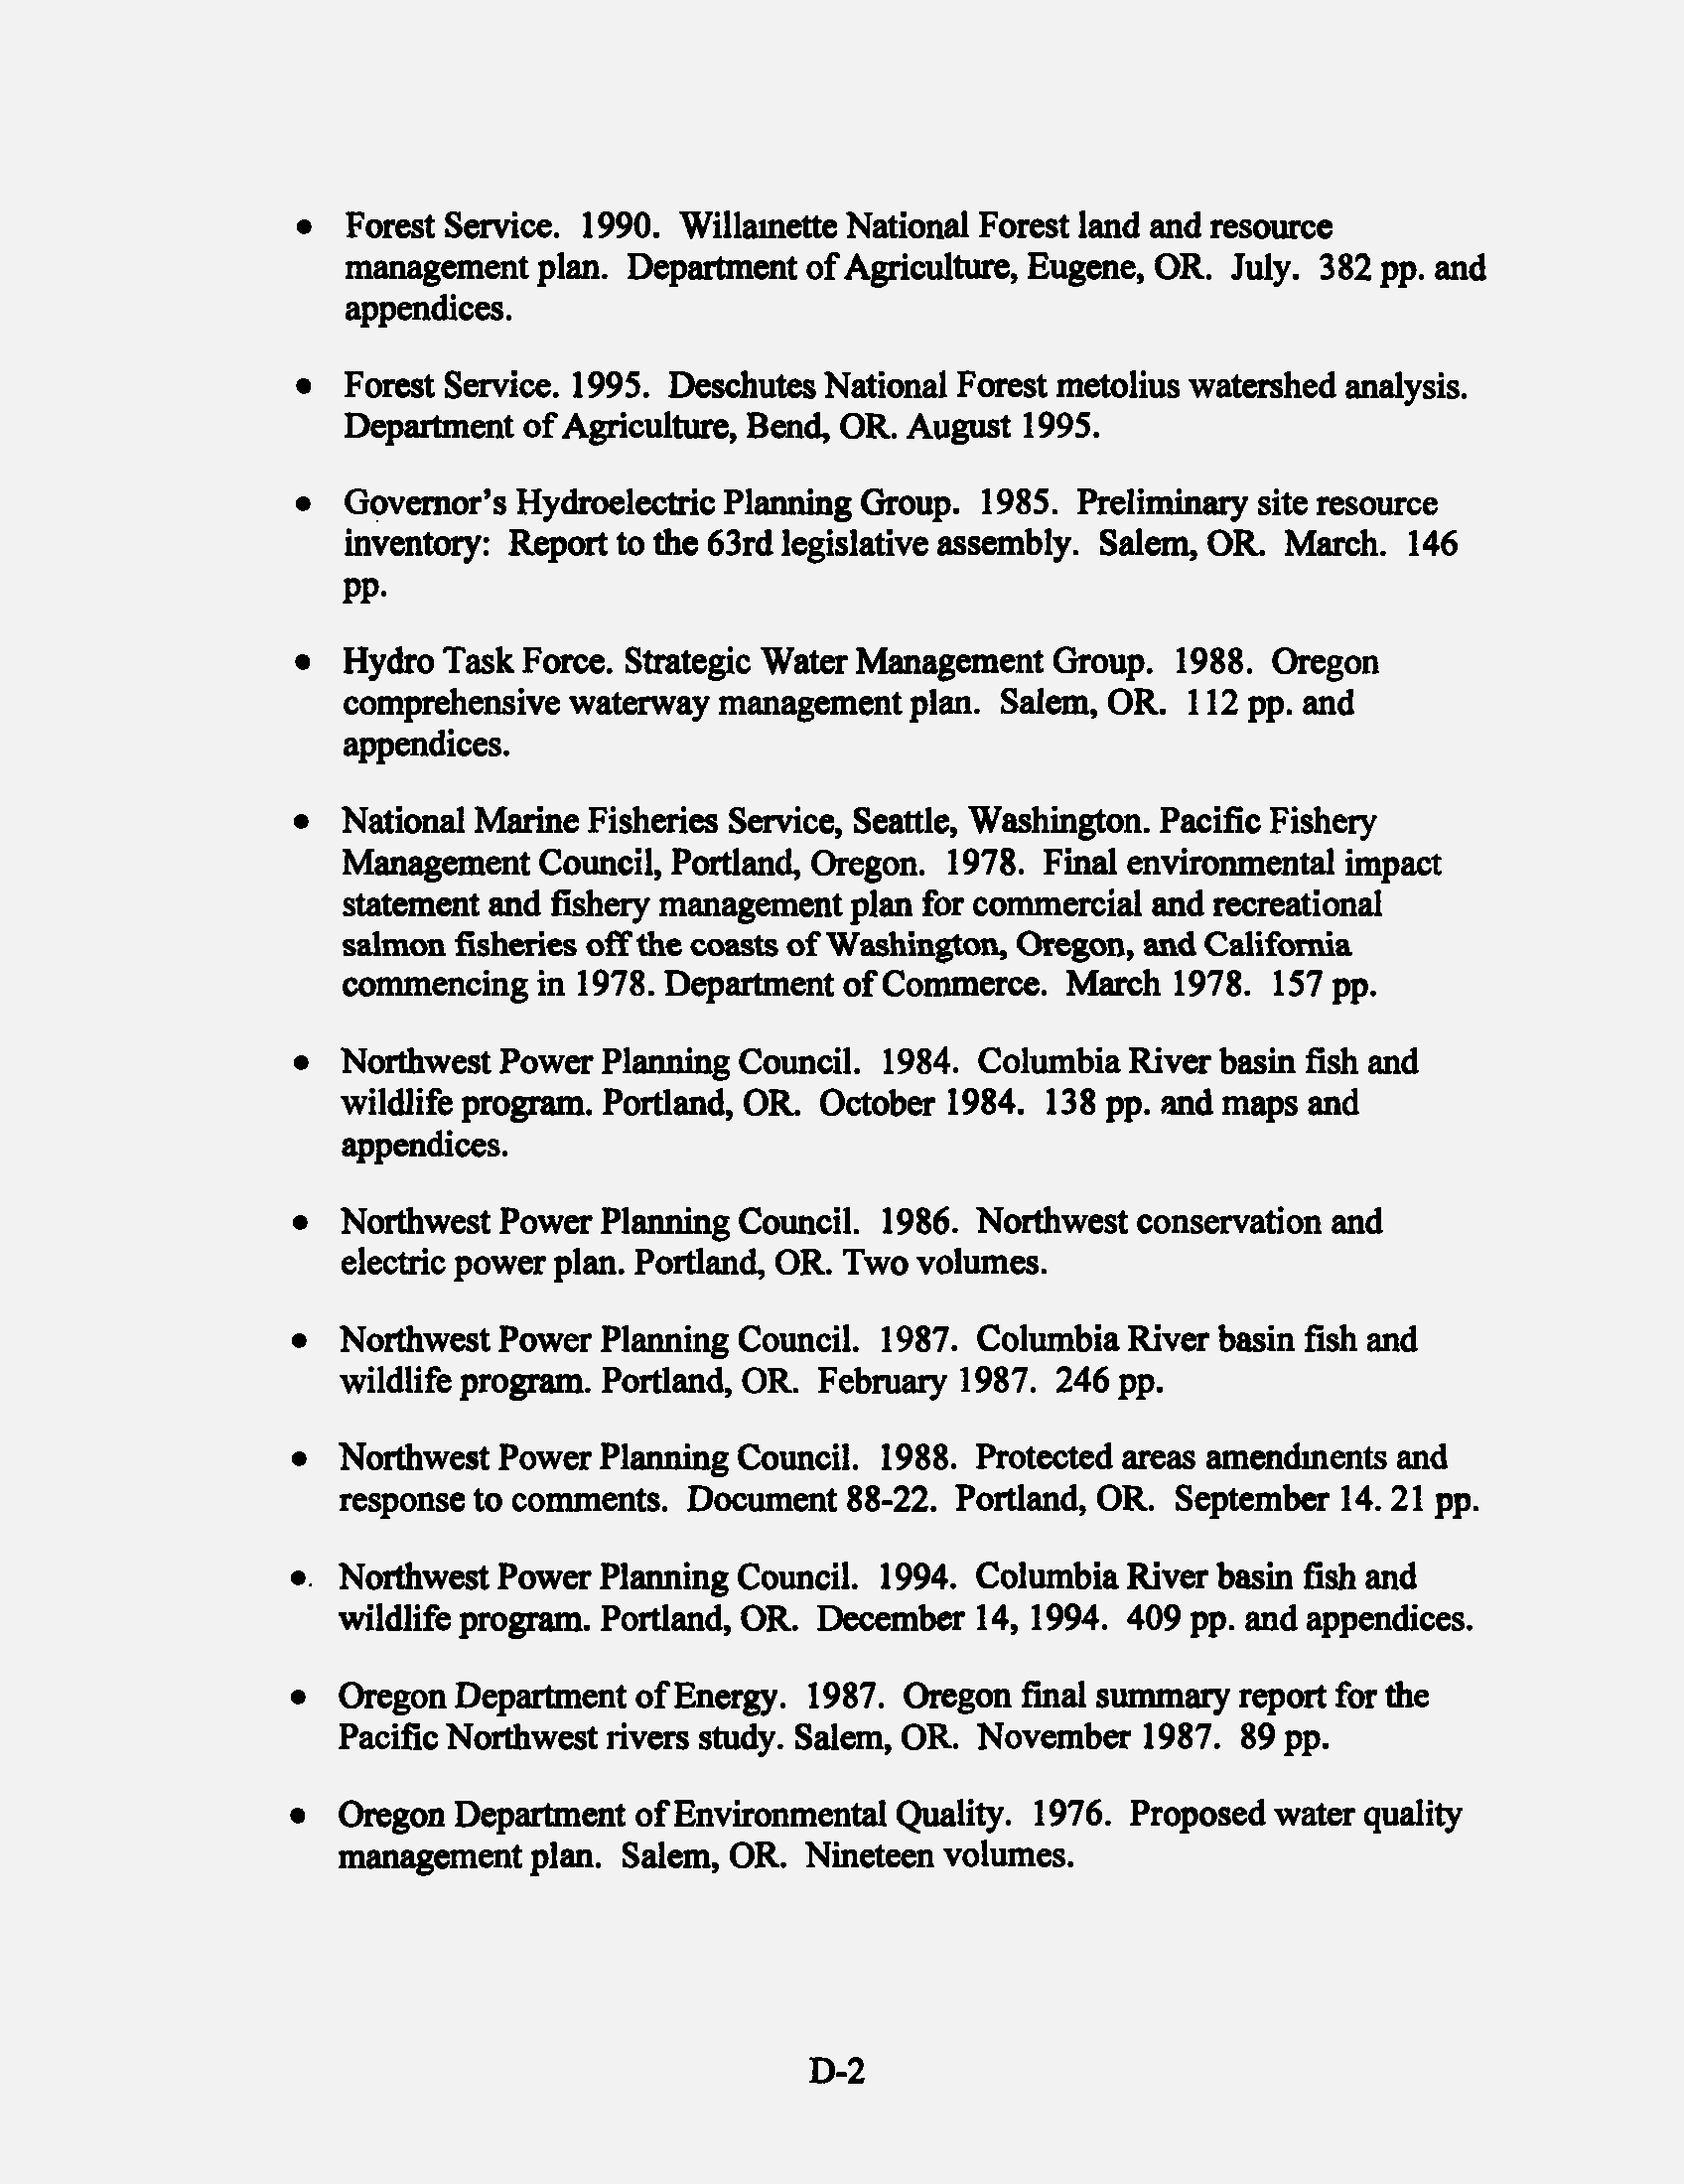 • Forest Service. 1990. Willamette National Forest land and resource
management plan. Department of Agriculture, Eugene, OR. July. 382 pp. and
appendices.
• Forest Service. 1995. Deschutes National Forest metolius watershed analysis.
Department of Agriculture, Bend, OR. August 1995.
• Governor's Hydroelectric Planning Group. 1985. Preliminary site resource
inventory: Report to the 63rd legislative assembly. Salem, OR. March. 146
pp.
• Hydro Task Force. Strategic Water Management Group. 1988. Oregon
comprehensive waterway management plan. Salem, OR. 112 pp. and
appendices.
• National Marine Fisheries Service, Seattle, Washington. Pacific Fishery
Management Council, Portland, Oregon. 1978. Final environmental impact
statement and fishery management plan for commercial and recreational
salmon fisheries off the coasts of Washington, Oregon, and California
commencing in 1978. Department of Commerce. March 1978. 157 pp.
• Northwest Power Planning Council. 1984. Columbia River basin fish and
wildlife program. Portland, OR. October 1984. 138 pp. and maps and
appendices.
• Northwest Power Planning Council. 1986. Northwest conservation and
electric power plan. Portland, OR. Two volumes.
• Northwest Power Planning Council. 1987. Columbia River basin fish and
wildlife program. Portland, OR. February 1987. 246 pp.
• Northwest Power Planning Council. 1988. Protected areas amendments and
response to comments. Document 88-22. Portland, OR. September 14. 21 pp.
• Northwest Power Planning Council. 1994. Columbia River basin fish and
wildlife program. Portland, OR. December 14, 1994. 409 pp. and appendices.
• Oregon Department of Energy. 1987. Oregon final summary report for the
Pacific Northwest rivers study. Salem, OR. November 1987. 89 pp.
• Oregon Department of Environmental Quality. 1976. Proposed water quality
management plan. Salem, OR. Nineteen volumes.
D-2